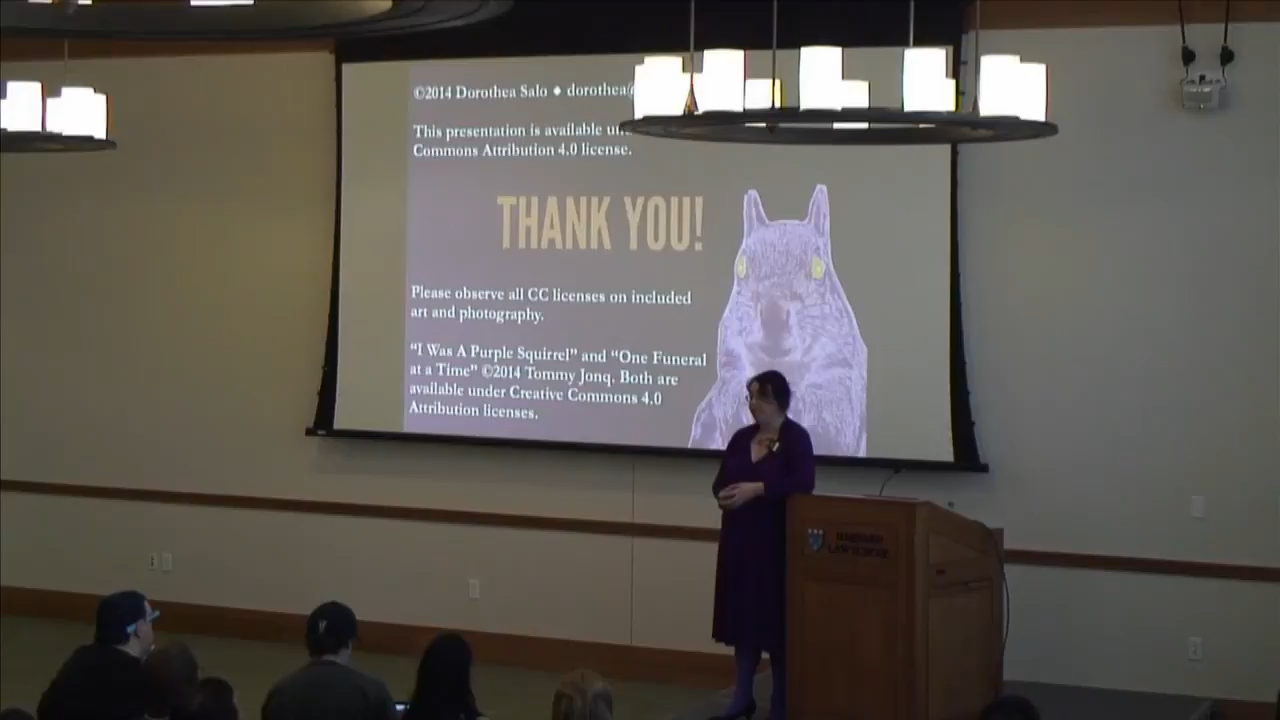 ©2014 Dorothea Salo ♦ dorothea@
This presentation is available
Commons Attribution 4.0 license.
THANK YOU!
Please observe all CC licenses on included
art and photography.
“I Was A Purple Squirrel” and “One Funeral
at a Time” ©2014 Tommy Jonq. Both are
available under Creative Commons 4.0
Attribution licenses.
HARVARD
LAW SCHOOL